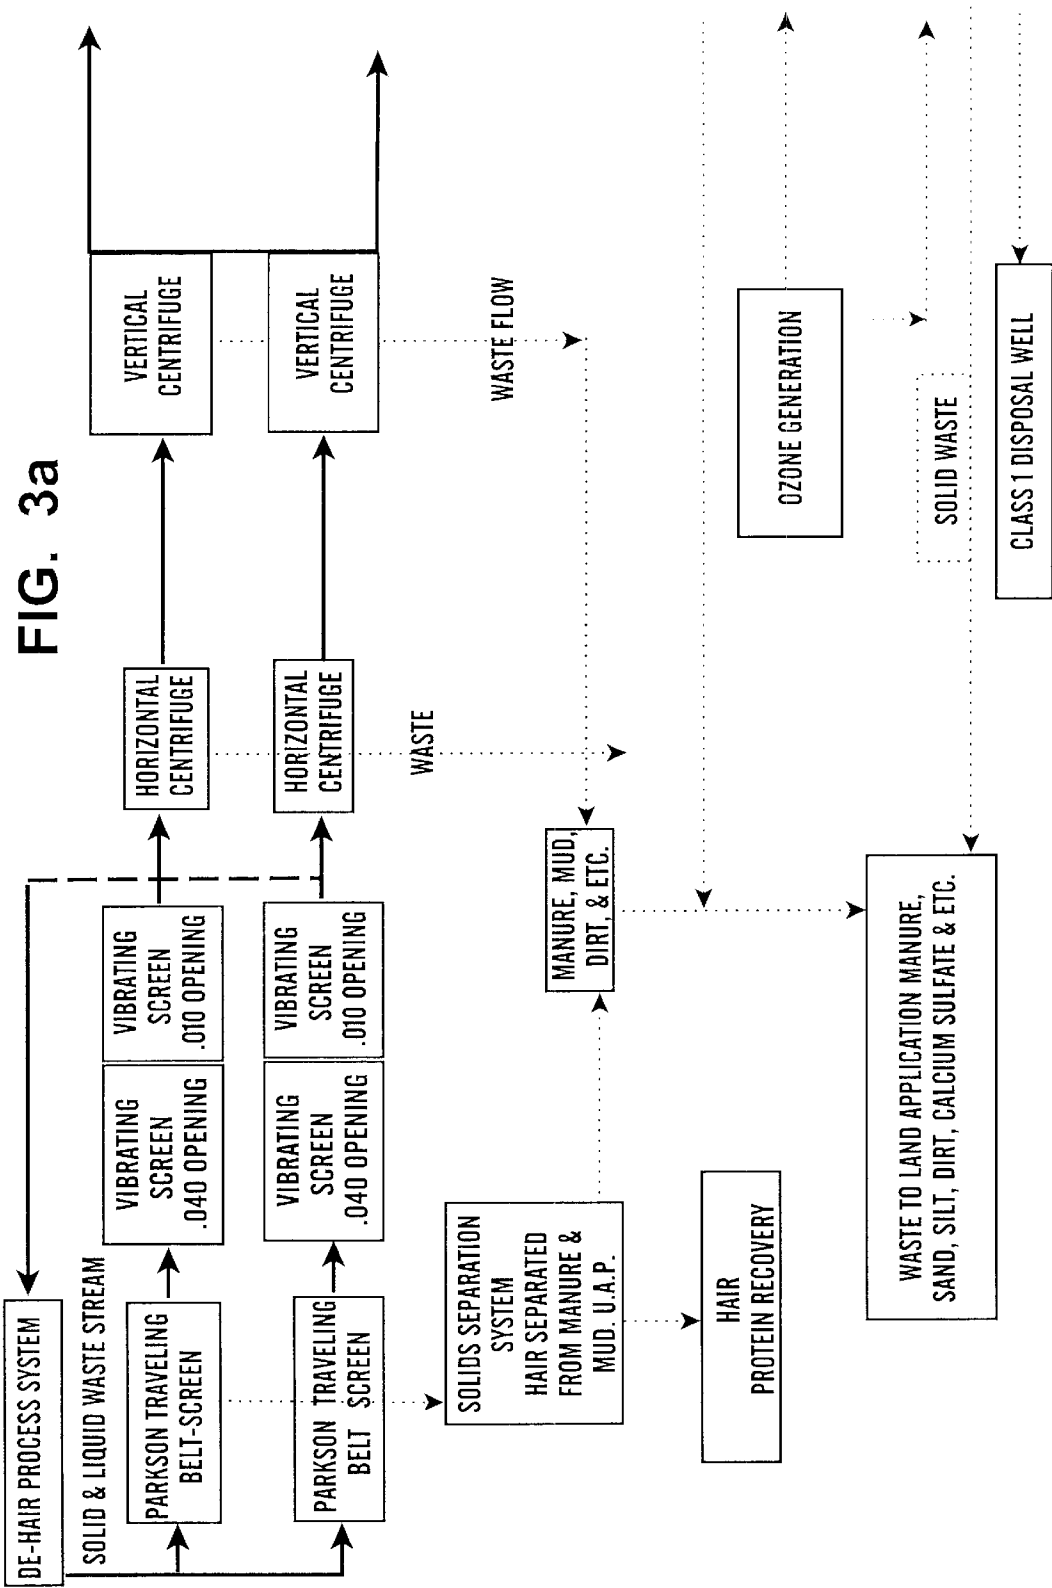 FIG. 3a
DE-HAIR PROCESS SYSTEM
SOLID & LIQUID WASTE STREAM
PARKSON TRAVELING
BELT-SCREEN
VIBRATING
SCREEN
.040 OPENING
VIBRATING
SCREEN
.010 OPENING
HORIZONTAL
CENTRIFUGE
VERTICAL
CENTRIFUGE
PARKSON TRAVELING
BELT SCREEN
VIBRATING
SCREEN
.040 OPENING
VIBRATING
SCREEN
.010 OPENING
HORIZONTAL
CENTRIFUGE
VERTICAL
CENTRIFUGE
WASTE
WASTE FLOW
SOLIDS SEPARATION
SYSTEM
HAIR SEPARATED
FROM MANURE &
MUD. U.A.P.
MANURE, MUD,
DIRT, & ETC.
HAIR
PROTEIN RECOVERY
OZONE GENERATION
WASTE TO LAND APPLICATION MANURE,
SAND, SILT, DIRT, CALCIUM SULFATE & ETC.
SOLID WASTE
CLASS 1 DISPOSAL WELL